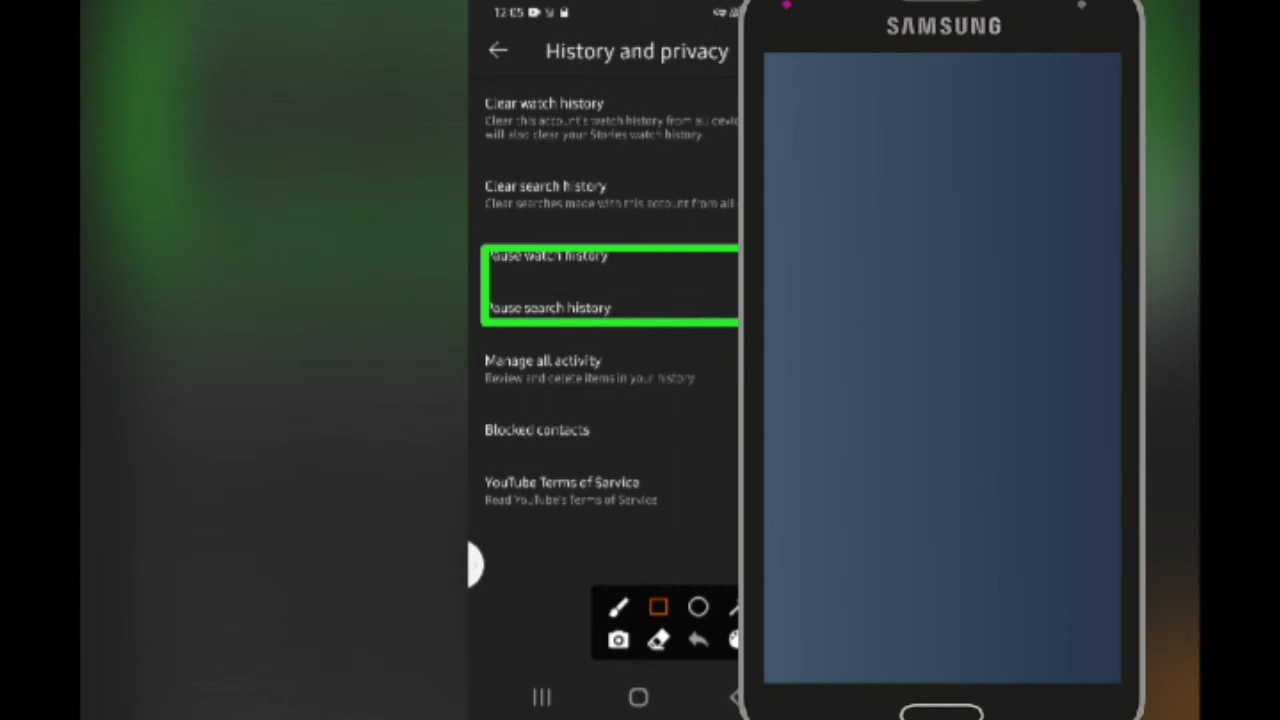 12:05
History and privacy
Clear watch history
Clear this account's watch history from all
will also clear your Stories watch history.
Clear search history
Clear searches made with this account from all
Pause watch history
Pause search history
Manage all activity
Review and delete items in your history
Blocked contacts
YouTube Terms of Service
Read YouTube's Terms of Service
SAMSUNG